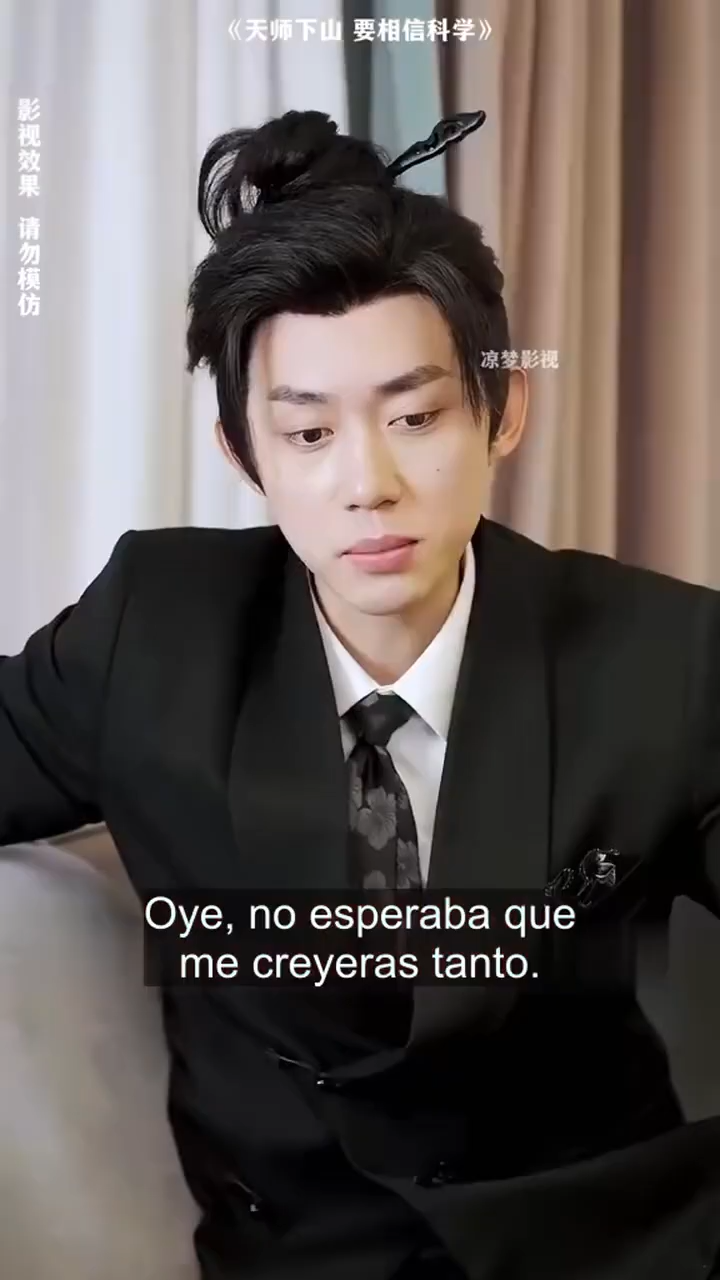 《天师下山 要相信科学》
影视效果 请勿模仿
凉梦影视
Oye, no esperaba que
me creyeras tanto.